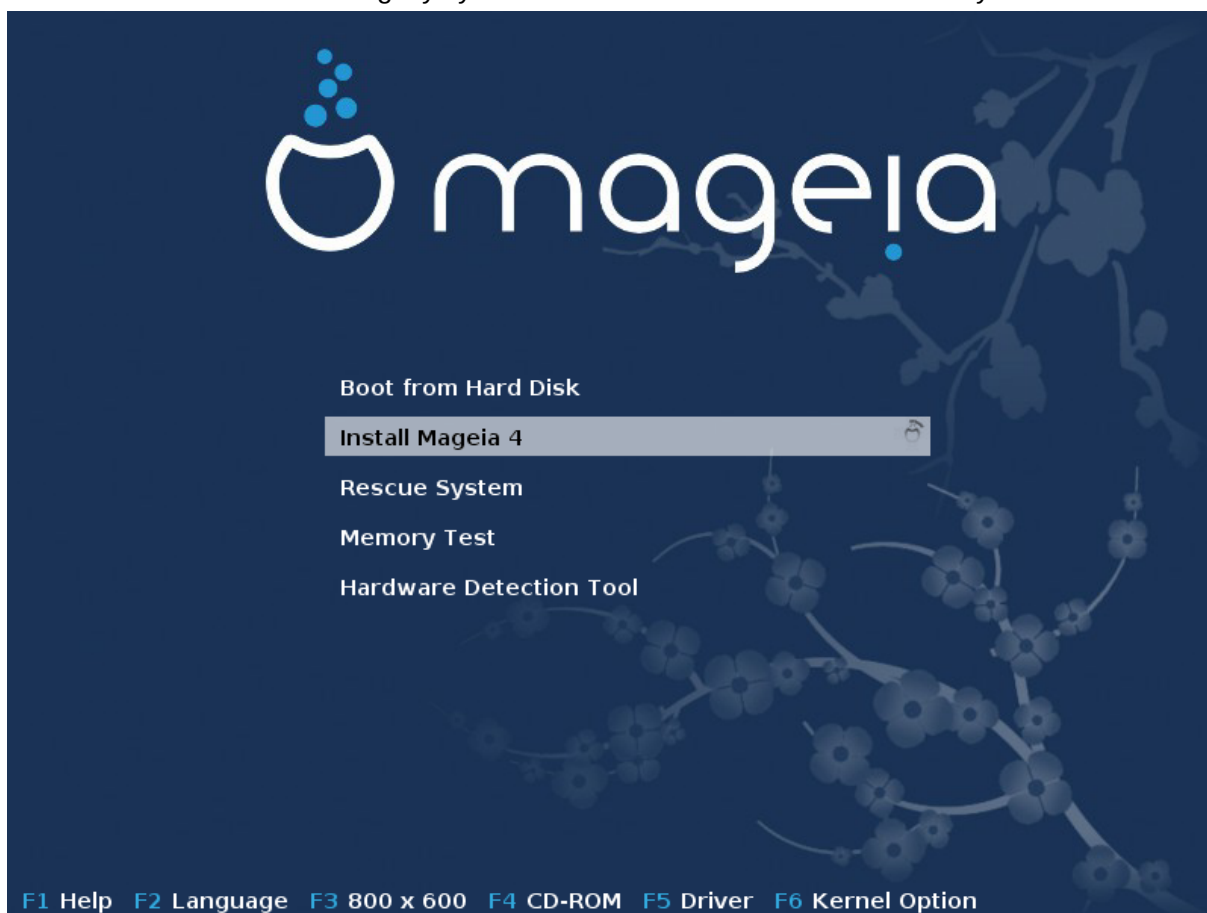 mageia
Boot from Hard Disk
Install Mageia 4
Rescue System
Memory Test
Hardware Detection Tool
F1 Help F2 Language F3 800 x 600 F4 CD-ROM F5 Driver F6 Kernel Option